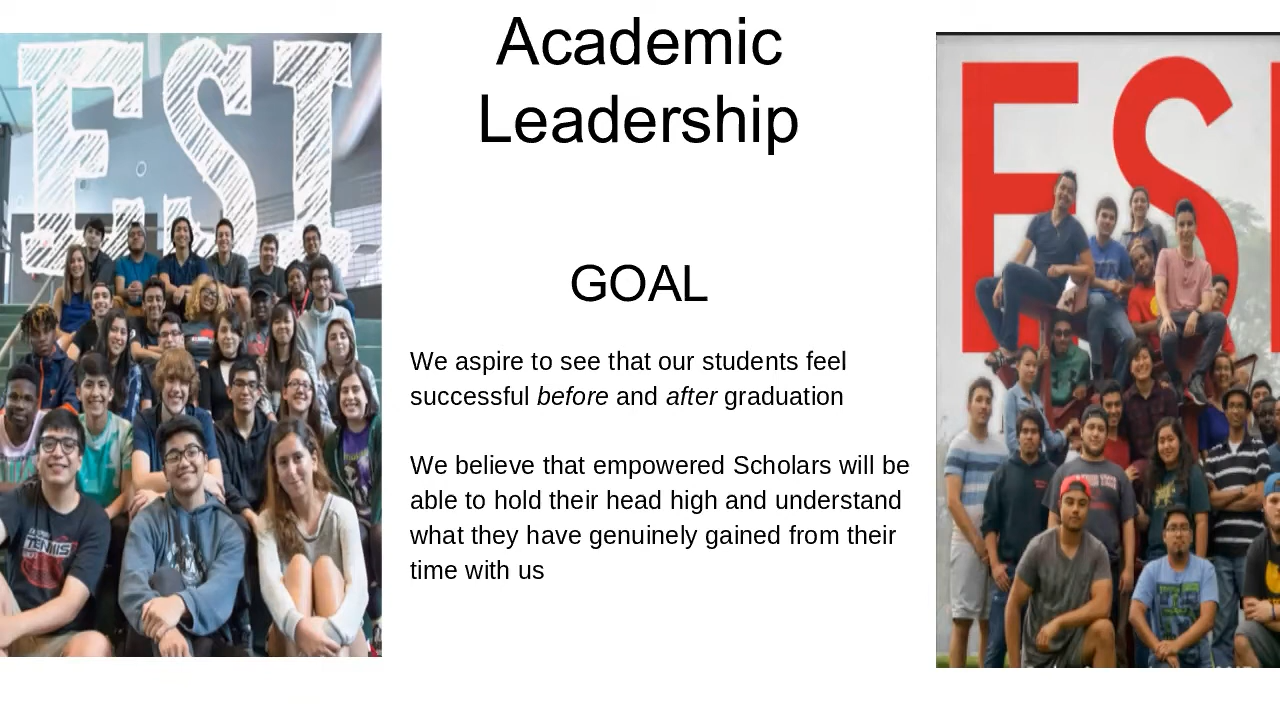 Academic
Leadership
ESI
ES
GOAL
We aspire to see that our students feel
successful before and after graduation
We believe that empowered Scholars will be
able to hold their head high and understand
what they have genuinely gained from their
time with us
TENNIS